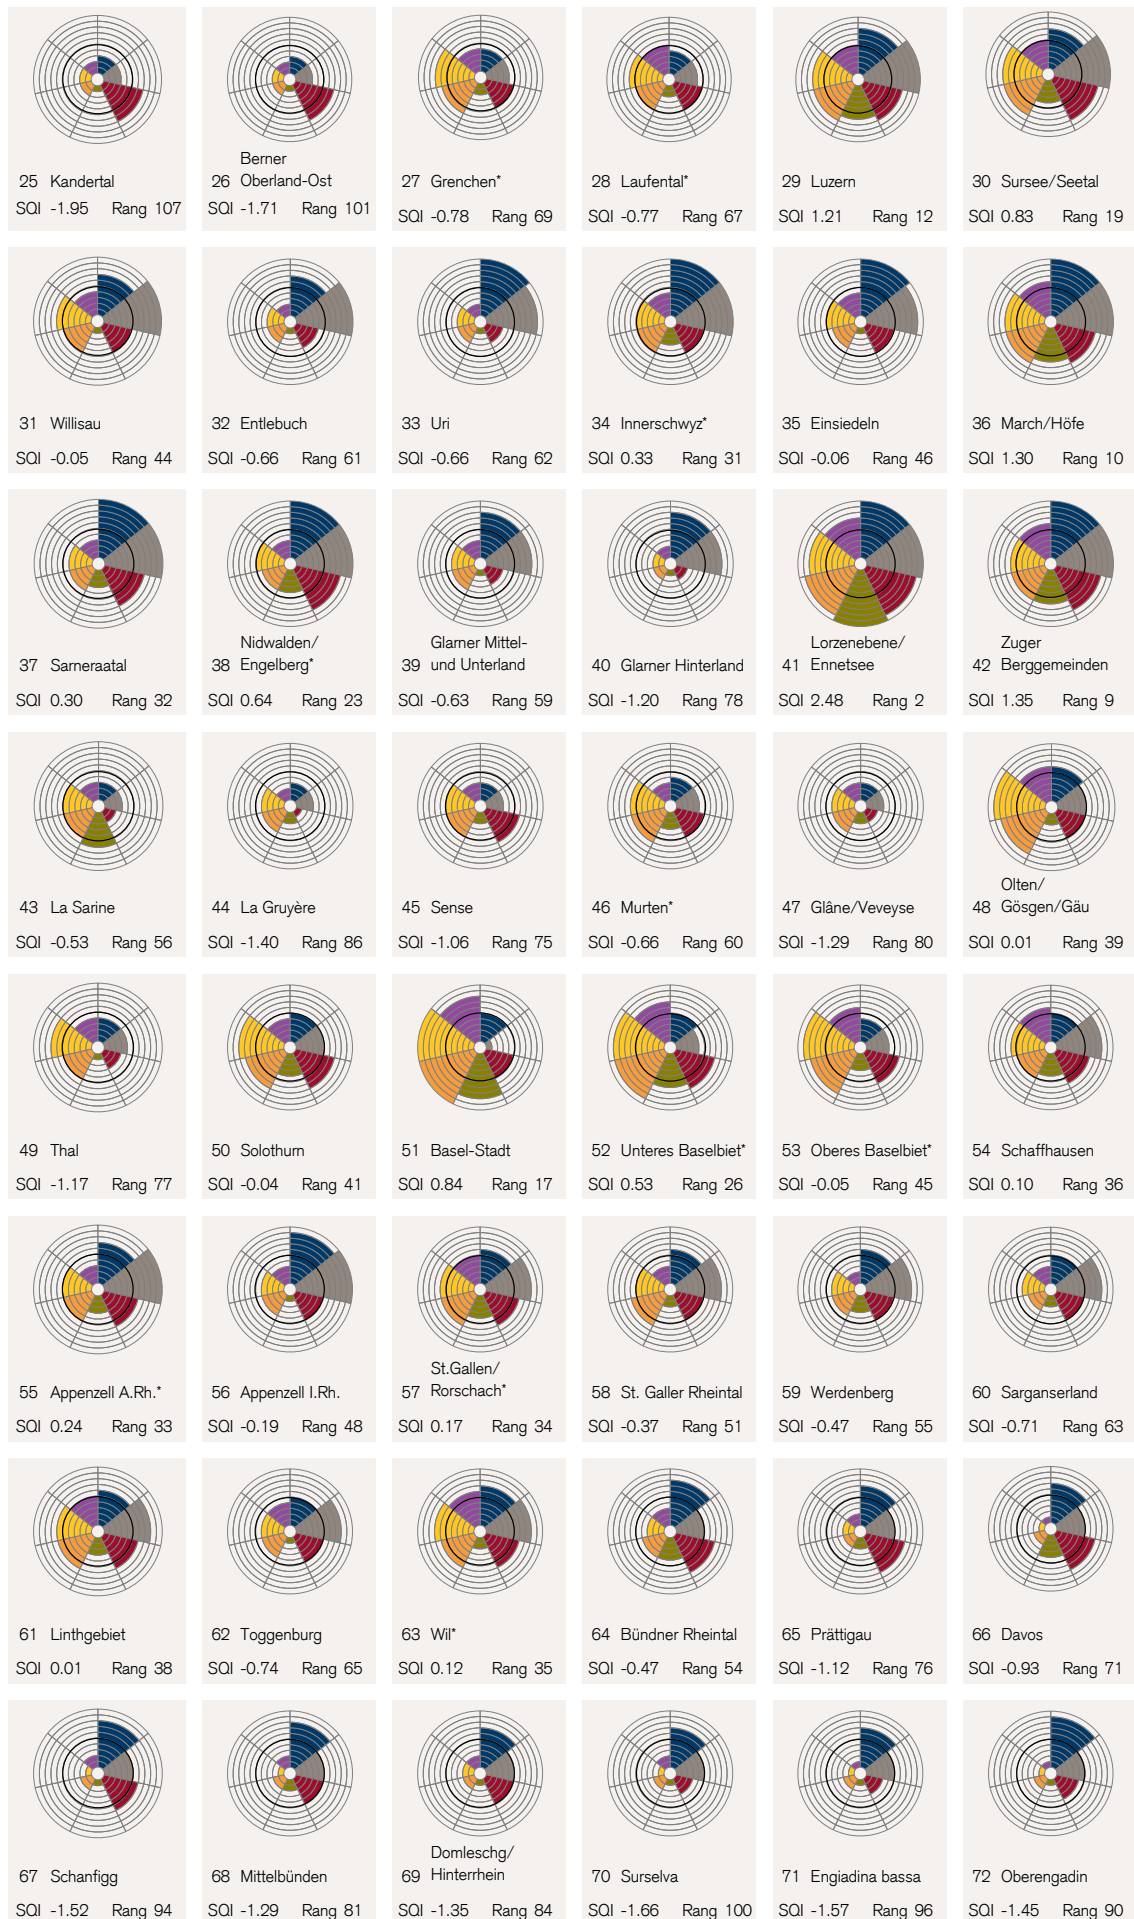 25 Kandertal
SQI -1.95 Rang 107
Berner
26 Oberland-Ost
SQI -1.71 Rang 101
27 Grenchen*
SQI -0.78 Rang 69
28 Laufental*
SQI -0.77 Rang 67
29 Luzern
SQI 1.21 Rang 12
30 Sursee/Seetal
SQI 0.83 Rang 19
31 Willisau
SQI -0.05 Rang 44
32 Entlebuch
SQI -0.66 Rang 61
33 Uri
SQI -0.66 Rang 62
34 Innerschwyz*
SQI 0.33 Rang 31
35 Einsiedeln
SQI -0.06 Rang 46
36 March/Höfe
SQI 1.30 Rang 10
37 Sarneraatal
SQI 0.30 Rang 32
Nidwalden/
38 Engelberg*
SQI 0.64 Rang 23
Glarner Mittel-
39 und Unterland
SQI -0.63 Rang 59
40 Glarner Hinterland
SQI -1.20 Rang 78
Lorzenebene/
41 Ennetsee
SQI 2.48 Rang 2
Zuger
42 Berggemeinden
SQI 1.35 Rang 9
43 La Sarine
SQI -0.53 Rang 56
44 La Gruyère
SQI -1.40 Rang 86
45 Sense
SQI -1.06 Rang 75
46 Murten*
SQI -0.66 Rang 60
47 Glâne/Veveyse
SQI -1.29 Rang 80
Olten/
48 Gösgen/Gäu
SQI 0.01 Rang 39
49 Thal
SQI -1.17 Rang 77
50 Solothurn
SQI -0.04 Rang 41
51 Basel-Stadt
SQI 0.84 Rang 17
52 Unteres Baselbiet*
SQI 0.53 Rang 26
53 Oberes Baselbiet*
SQI -0.05 Rang 45
54 Schaffhausen
SQI 0.10 Rang 36
55 Appenzell A.Rh.*
SQI 0.24 Rang 33
56 Appenzell I.Rh.
SQI -0.19 Rang 48
St.Gallen/
57 Rorschach*
SQI 0.17 Rang 34
58 St. Galler Rheintal
SQI -0.37 Rang 51
59 Werdenberg
SQI -0.47 Rang 55
60 Sarganserland
SQI -0.71 Rang 63
61 Linthgebiet
SQI 0.01 Rang 38
62 Toggenburg
SQI -0.74 Rang 65
63 Wil*
SQI 0.12 Rang 35
64 Bündner Rheintal
SQI -0.47 Rang 54
65 Prättigau
SQI -1.12 Rang 76
66 Davos
SQI -0.93 Rang 71
67 Schanfigg
SQI -1.52 Rang 94
68 Mittelbünden
SQI -1.29 Rang 81
Domleschg/
69 Hinterrhein
SQI -1.35 Rang 84
70 Surselva
SQI -1.66 Rang 100
71 Engiadina bassa
SQI -1.57 Rang 96
72 Oberengadin
SQI -1.45 Rang 90